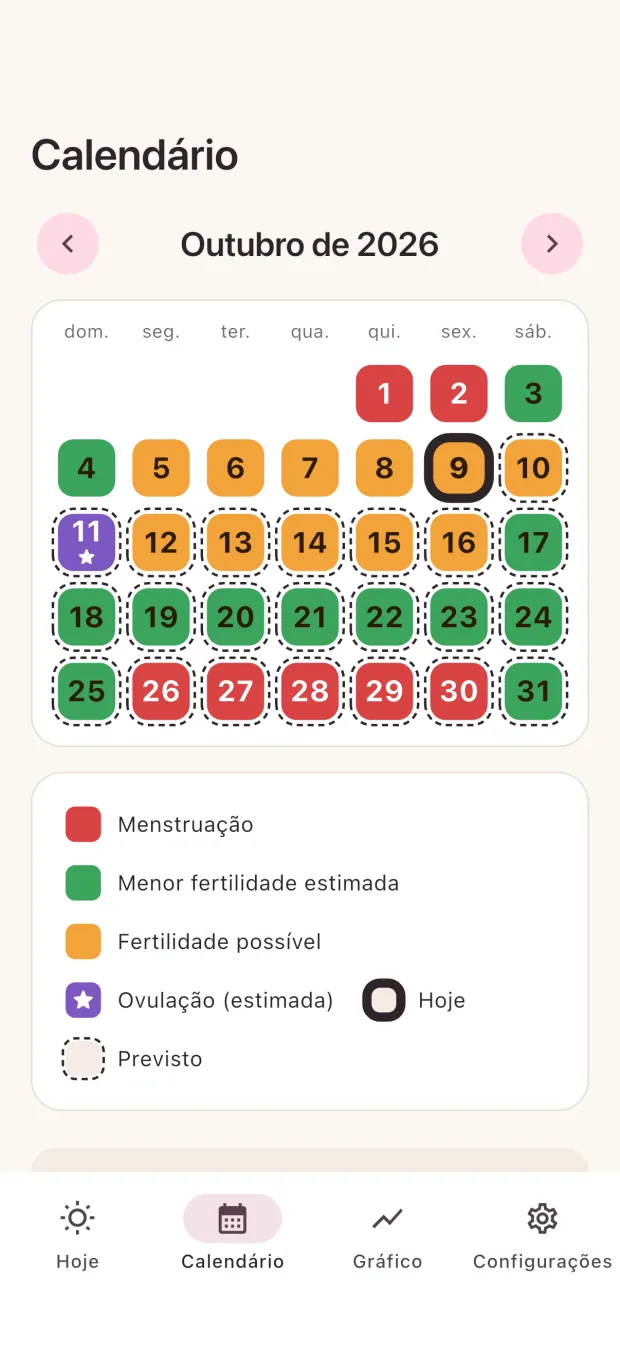 Calendário
Outubro de 2026
dom. seg. ter. qua. qui. sex. sáb.
1 2 3
4 5 6 7 8 9 10
11 12 13 14 15 16 17
18 19 20 21 22 23 24
25 26 27 28 29 30 31
Menstruação
Menor fertilidade estimada
Fertilidade possível
Ovulação (estimada) Hoje
Previsto
Hoje Calendário Gráfico Configurações